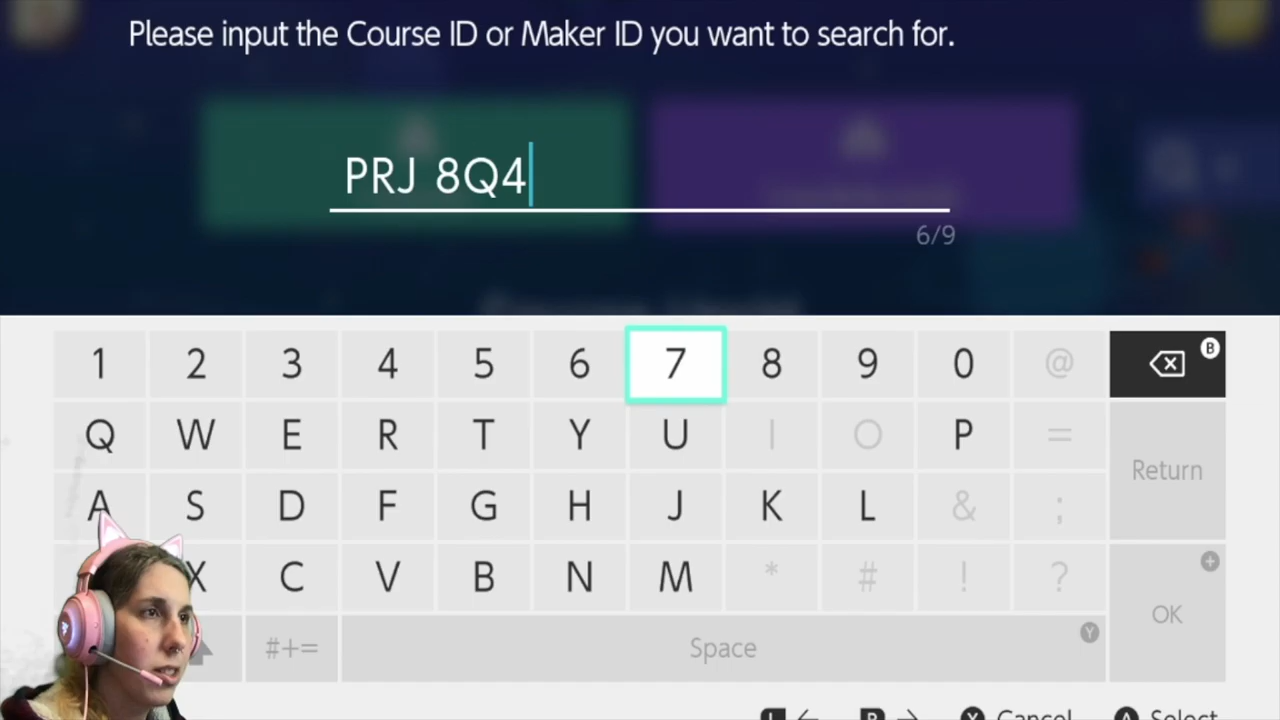 Please input the Course ID or Maker ID you want to search for.
PRJ 8Q4
6/9
1 2 3 4 5 6 7 8 9 0 @ B
Q W E R T Y U I O P =
Return
A S D F G H J K L & ;
X C V B N M * # ! ? +
OK
#+= Space Y
L ← R → X Cancel A Select